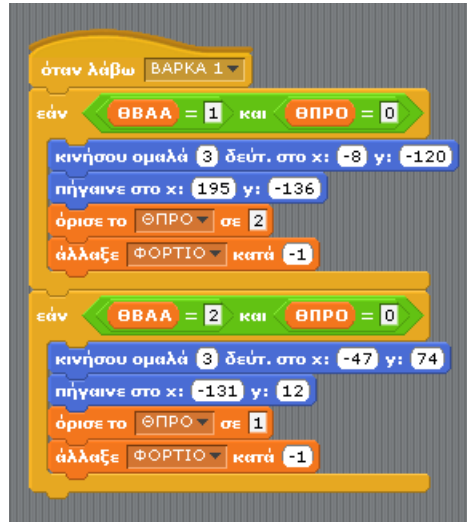 όταν λάβω ΒΑΡΚΑ 1
εάν ΘΒΑΑ = 1 και ΘΠΡΟ = 0
κινήσου ομαλά 3 δεύτ. στο x: -8 y: -120
πήγαινε στο x: 195 y: -136
όρισε το ΘΠΡΟ σε 2
άλλαξε ΦΟΡΤΙΟ κατά -1
εάν ΘΒΑΑ = 2 και ΘΠΡΟ = 0
κινήσου ομαλά 3 δεύτ. στο x: -47 y: 74
πήγαινε στο x: -131 y: 12
όρισε το ΘΠΡΟ σε 1
άλλαξε ΦΟΡΤΙΟ κατά -1